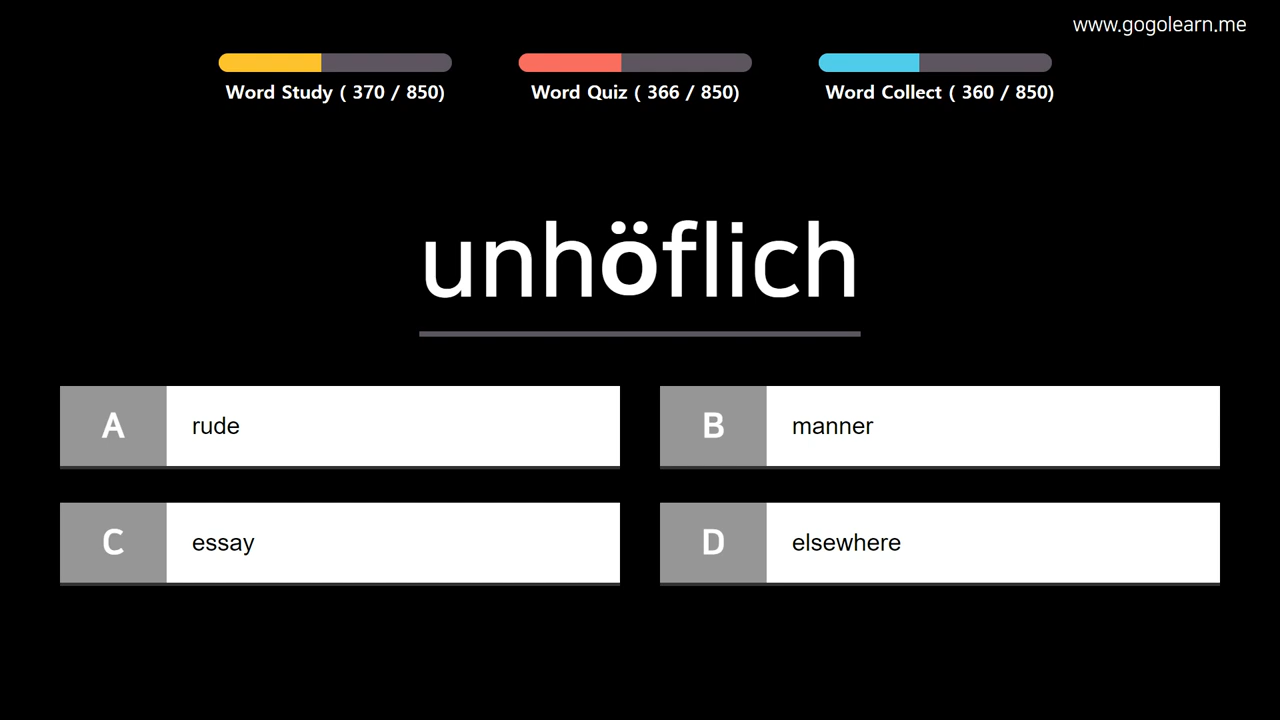 www.gogolearn.me
Word Study ( 370 / 850)
Word Quiz ( 366 / 850)
Word Collect ( 360 / 850)
unhöflich
A rude
B manner
C essay
D elsewhere